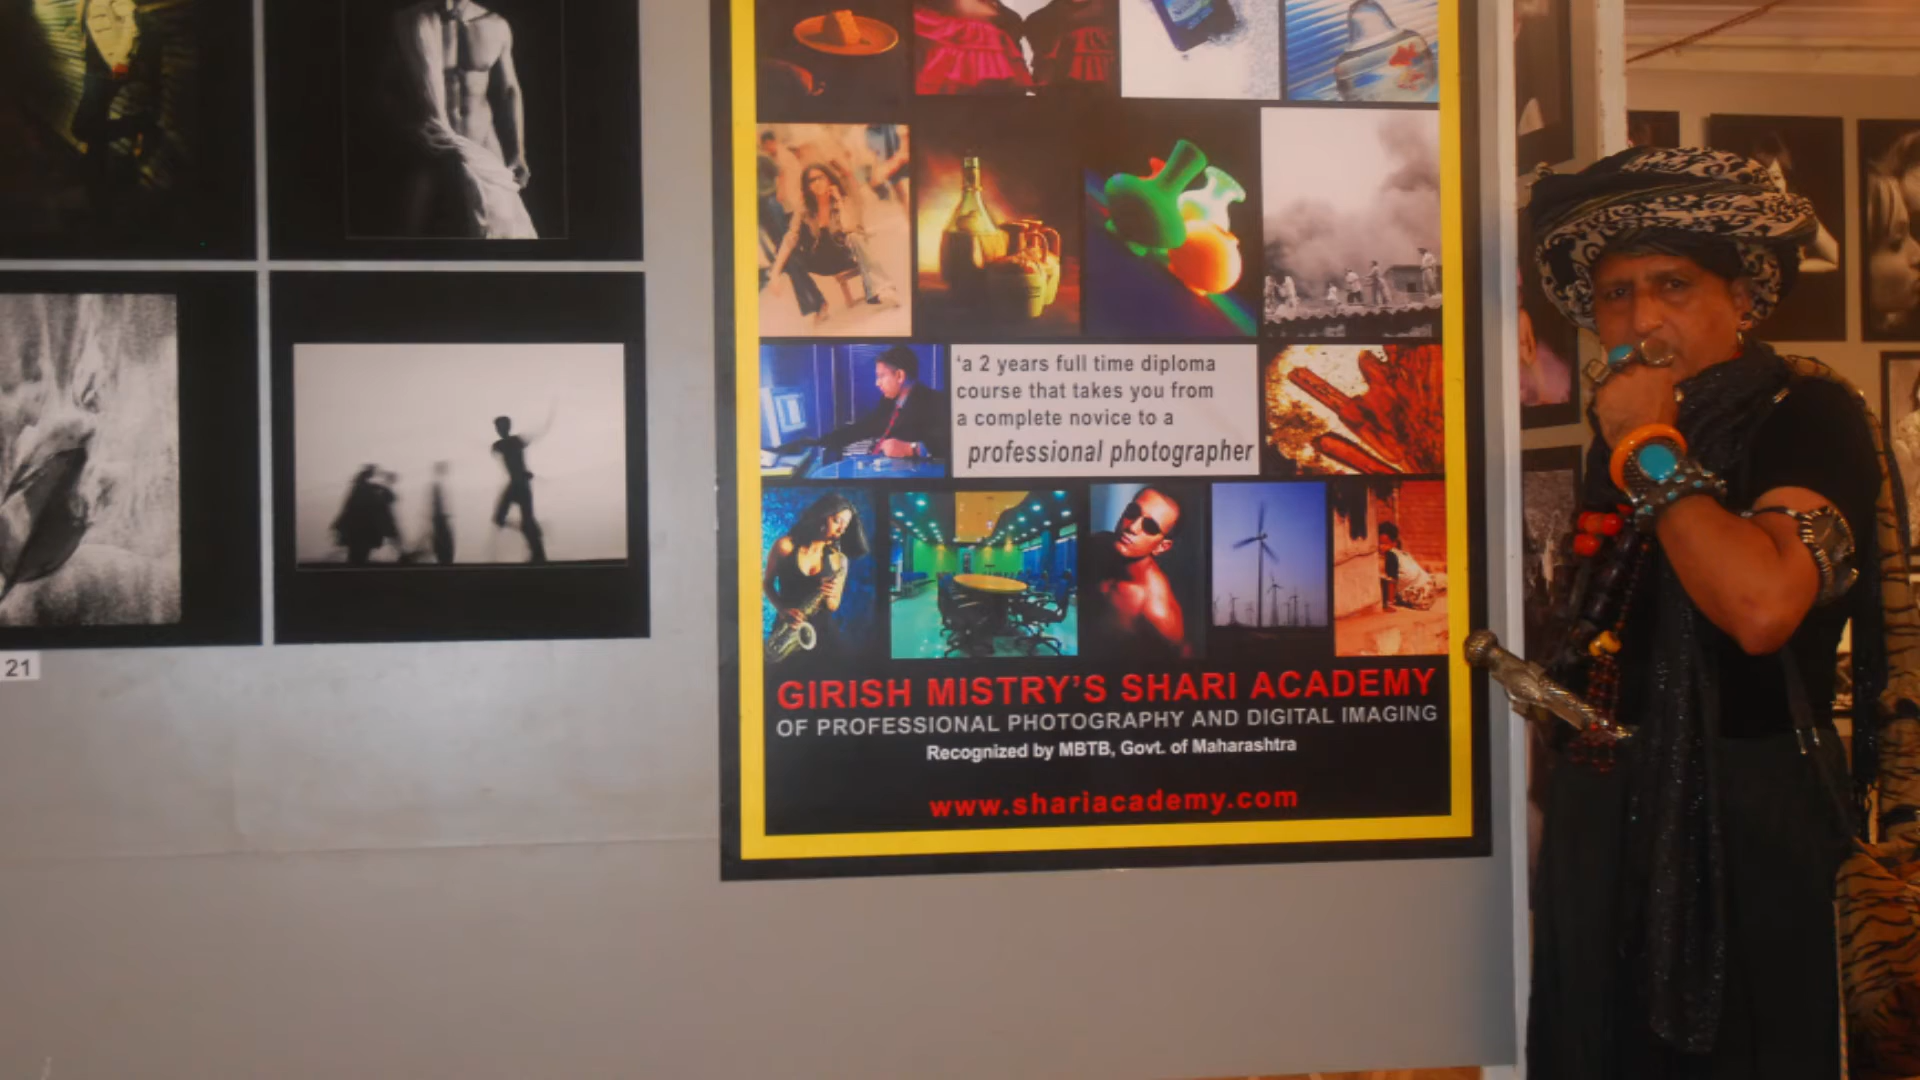 'a 2 years full time diploma
course that takes you from
a complete novice to a
professional photographer
21
GIRISH MISTRY'S SHARI ACADEMY
OF PROFESSIONAL PHOTOGRAPHY AND DIGITAL IMAGING
Recognized by MBTB, Govt. of Maharashtra
www.shariacademy.com